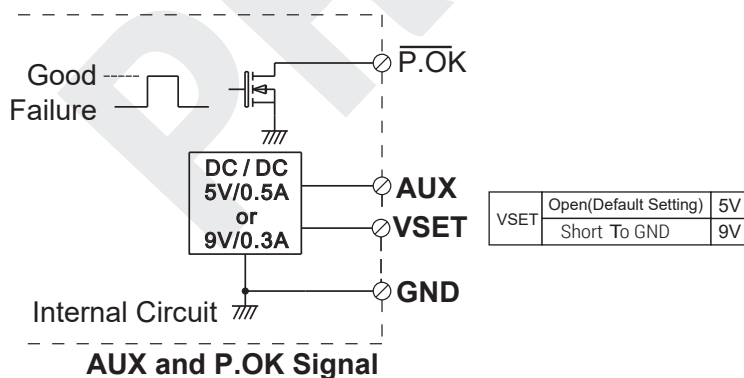 Good
Failure
P.OK
DC / DC
5V/0.5A
or
9V/0.3A
AUX
VSET
GND
Internal Circuit
AUX and P.OK Signal
VSET
Open(Default Setting) 5V
Short To GND 9V